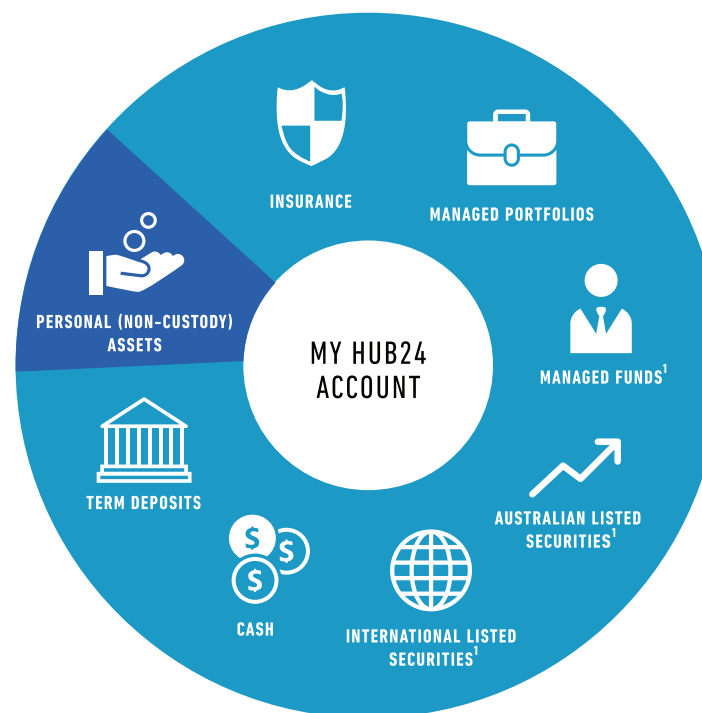 INSURANCE
MANAGED PORTFOLIOS
PERSONAL (NON-CUSTODY)
ASSETS
MY HUB24
ACCOUNT
MANAGED FUNDS¹
TERM DEPOSITS
AUSTRALIAN LISTED
SECURITIES¹
$
$
$
CASH
INTERNATIONAL LISTED
SECURITIES¹